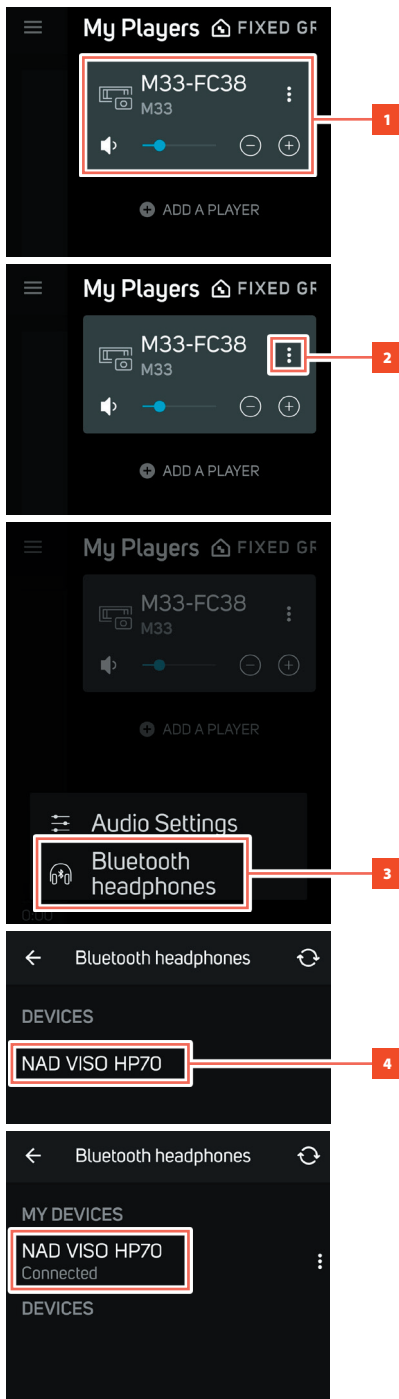 My Players FIXED GR
M33-FC38
M33
1
ADD A PLAYER
My Players FIXED GR
M33-FC38
2
M33
ADD A PLAYER
My Players FIXED GR
M33-FC38
M33
ADD A PLAYER
Audio Settings
Bluetooth
headphones
3
0:00
Bluetooth headphones
DEVICES
NAD VISO HP70
4
Bluetooth headphones
MY DEVICES
NAD VISO HP70
Connected
DEVICES